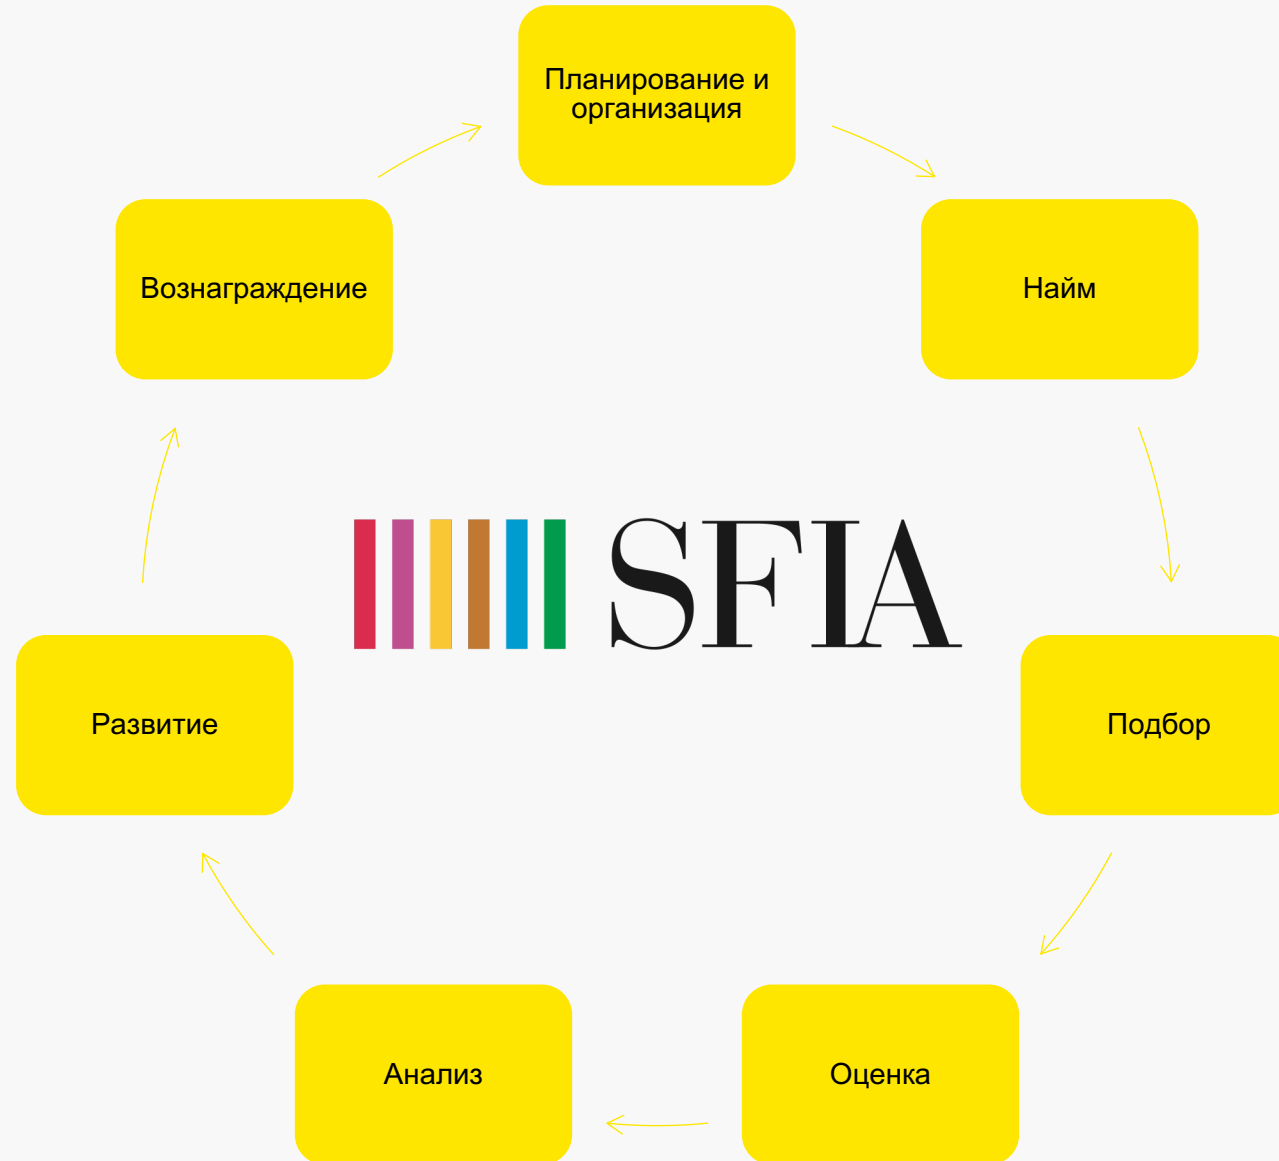 Планирование и
организация
Найм
Подбор
Оценка
Анализ
Развитие
Вознаграждение
SFIA